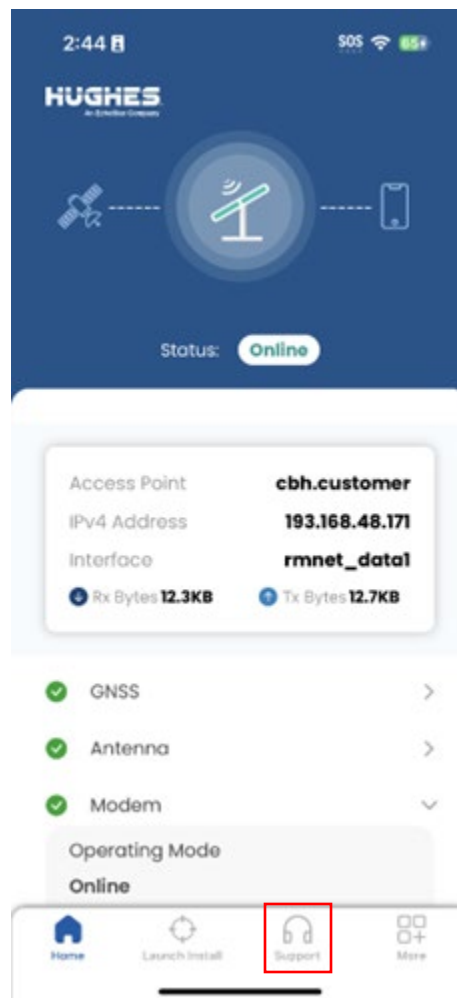 2:44 SOS 65
HUGHES
An EchoStar Company
Status: Online
Access Point cbh.customer
IPv4 Address 193.168.48.171
Interface rmnet_data1
Rx Bytes 12.3KB Tx Bytes 12.7KB
GNSS
Antenna
Modem
Operating Mode
Online
Home Launch Install Support More